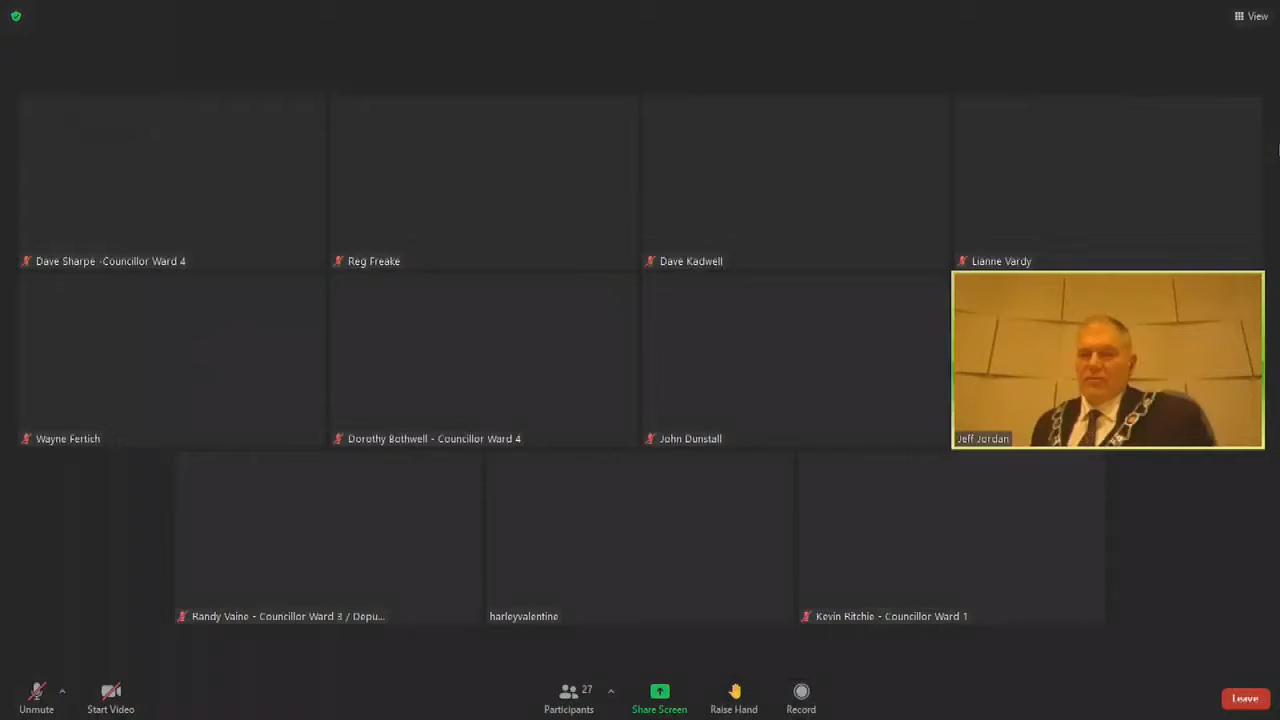 View
Dave Sharpe -Councillor Ward 4
Reg Freake
Dave Kadwell
Lianne Vardy
Wayne Fertich
Dorothy Bothwell - Councillor Ward 4
John Dunstall
Jeff Jordan
Randy Vaine - Councillor Ward 3 / Depu...
harleyvalentine
Kevin Ritchie - Councillor Ward 1
Unmute
Start Video
27
Participants
Share Screen
Raise Hand
Record
Leave